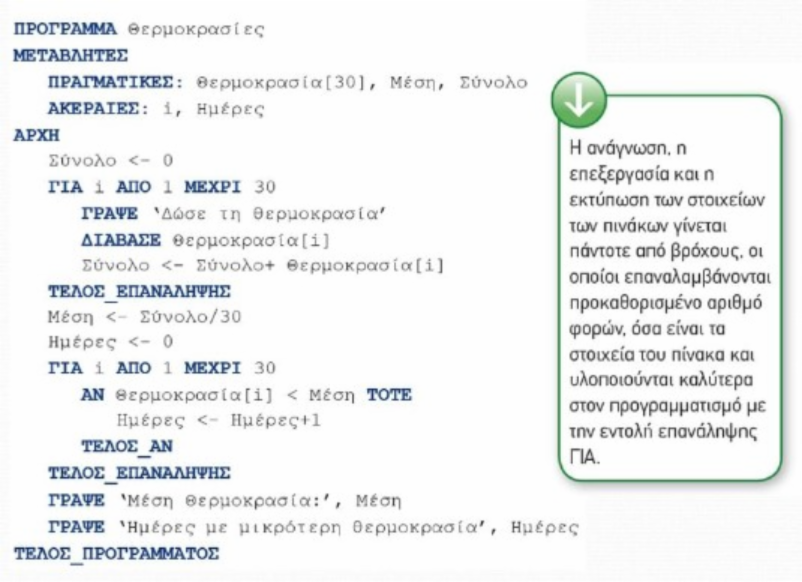 ΠΡΟΓΡΑΜΜΑ Θερμοκρασίες
ΜΕΤΑΒΛΗΤΕΣ
ΠΡΑΓΜΑΤΙΚΕΣ: Θερμοκρασία[30], Μέση, Σύνολο
ΑΚΕΡΑΙΕΣ: i, Ημέρες
ΑΡΧΗ
Σύνολο <- 0
ΓΙΑ i ΑΠΟ 1 ΜΕΧΡΙ 30
ΓΡΑΨΕ ‘Δώσε τη θερμοκρασία’
ΔΙΑΒΑΣΕ Θερμοκρασία[i]
Σύνολο <- Σύνολο+ Θερμοκρασία[i]
ΤΕΛΟΣ_ΕΠΑΝΑΛΗΨΗΣ
Μέση <- Σύνολο/30
Ημέρες <- 0
ΓΙΑ i ΑΠΟ 1 ΜΕΧΡΙ 30
ΑΝ Θερμοκρασία[i] < Μέση ΤΟΤΕ
Ημέρες <- Ημέρες+1
ΤΕΛΟΣ_ΑΝ
ΤΕΛΟΣ_ΕΠΑΝΑΛΗΨΗΣ
ΓΡΑΨΕ ‘Μέση Θερμοκρασία:’, Μέση
ΓΡΑΨΕ ‘Ημέρες με μικρότερη θερμοκρασία’, Ημέρες
ΤΕΛΟΣ_ΠΡΟΓΡΑΜΜΑΤΟΣ
Η ανάγνωση, η
επεξεργασία και η
εκτύπωση των στοιχείων
των πινάκων γίνεται
πάντοτε από βρόχους, οι
οποίοι επαναλαμβάνονται
προκαθορισμένο αριθμό
φορών, όσα είναι τα
στοιχεία του πίνακα και
υλοποιούνται καλύτερα
στον προγραμματισμό με
την εντολή επανάληψης
ΓΙΑ.